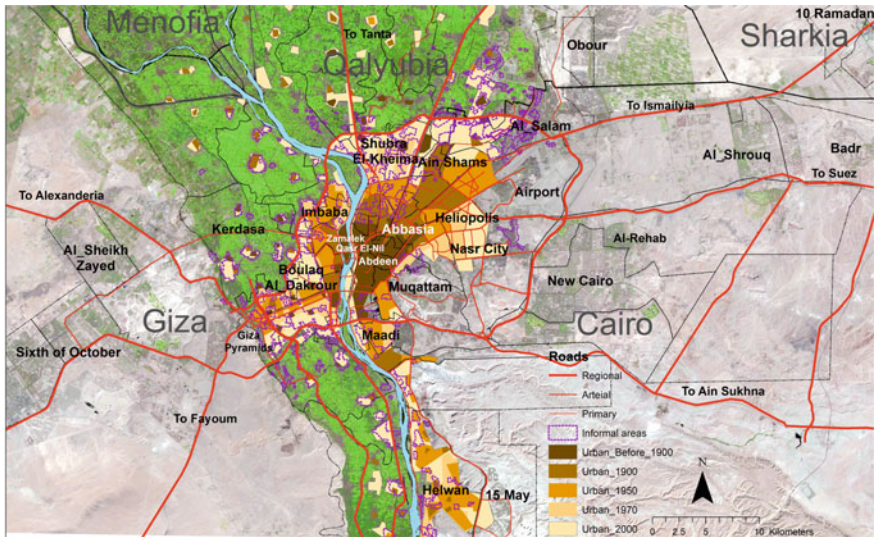 Menofia
10 Ramadan
To Tanta
Sharkia
Obour
Qalyubia
To Ismailyia
Al_Salam
Shubra
El-Kheima
Ain Shams
Al_Shrouq
Badr
To Suez
Airport
To Alexanderia
Imbaba
Heliopolis
Kerdasa
Abbasia
Zamalek
Qasr El-Nil
Nasr City
Al-Rehab
Al_Sheikh
Zayed
Abdeen
Boulaq
Al_Dakrour
Muqattam
New Cairo
Giza
Cairo
Giza
Pyramids
Maadi
Sixth of October
Roads
Regional
Arteial
Primary
To Ain Sukhna
To Fayoum
Informal areas
Urban_Before_1900
Urban_1900
N
Urban_1950
Helwan
15 May
Urban_1970
Urban_2000
0 2.5 5 10 Kilometers